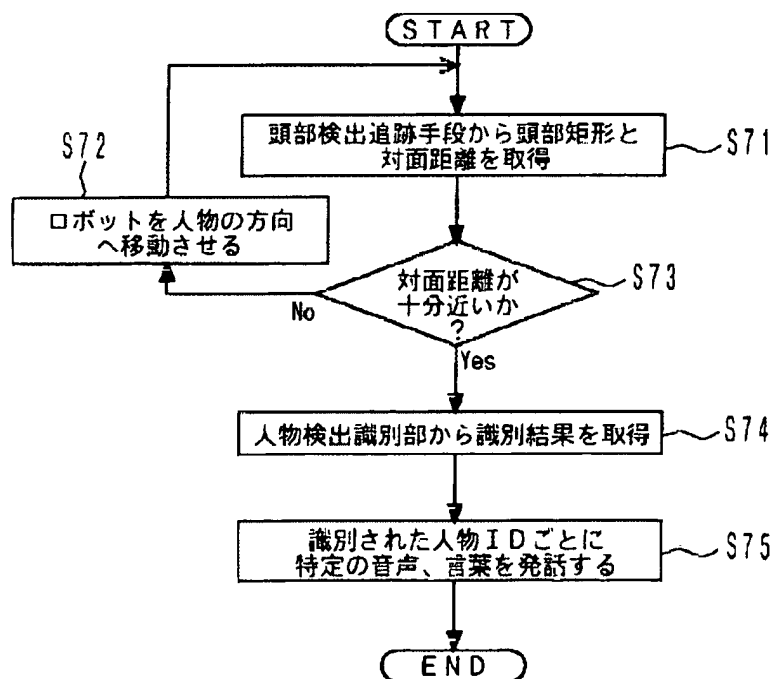 START
頭部検出追跡手段から頭部矩形と
対面距離を取得
S71
S72
ロボットを人物の方向
へ移動させる
対面距離が
十分近いか
?
S73
No
Yes
人物検出識別部から識別結果を取得
S74
識別された人物IDごとに
特定の音声、言葉を発話する
S75
END